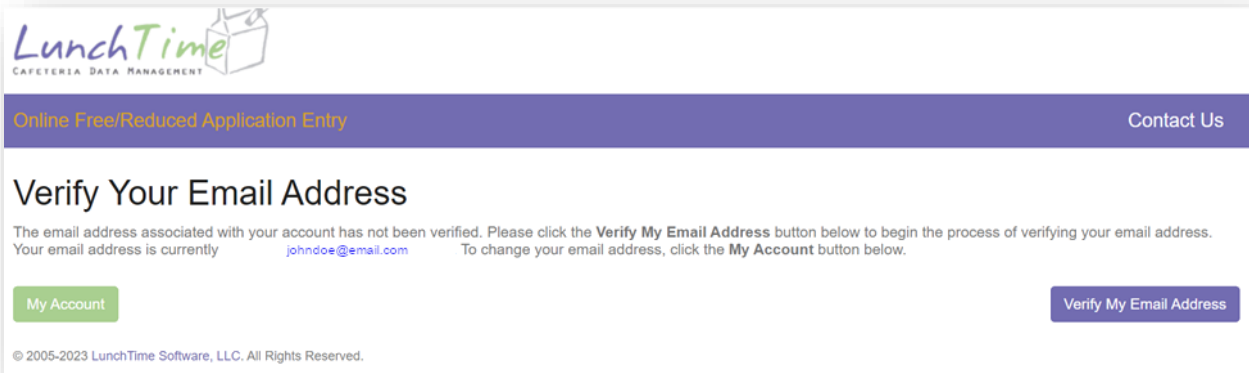 LunchTime
CAFETERIA DATA MANAGEMENT
Online Free/Reduced Application Entry Contact Us
Verify Your Email Address
The email address associated with your account has not been verified. Please click the Verify My Email Address button below to begin the process of verifying your email address.
Your email address is currently johndoe@email.com To change your email address, click the My Account button below.
My Account Verify My Email Address
© 2005-2023 LunchTime Software, LLC. All Rights Reserved.